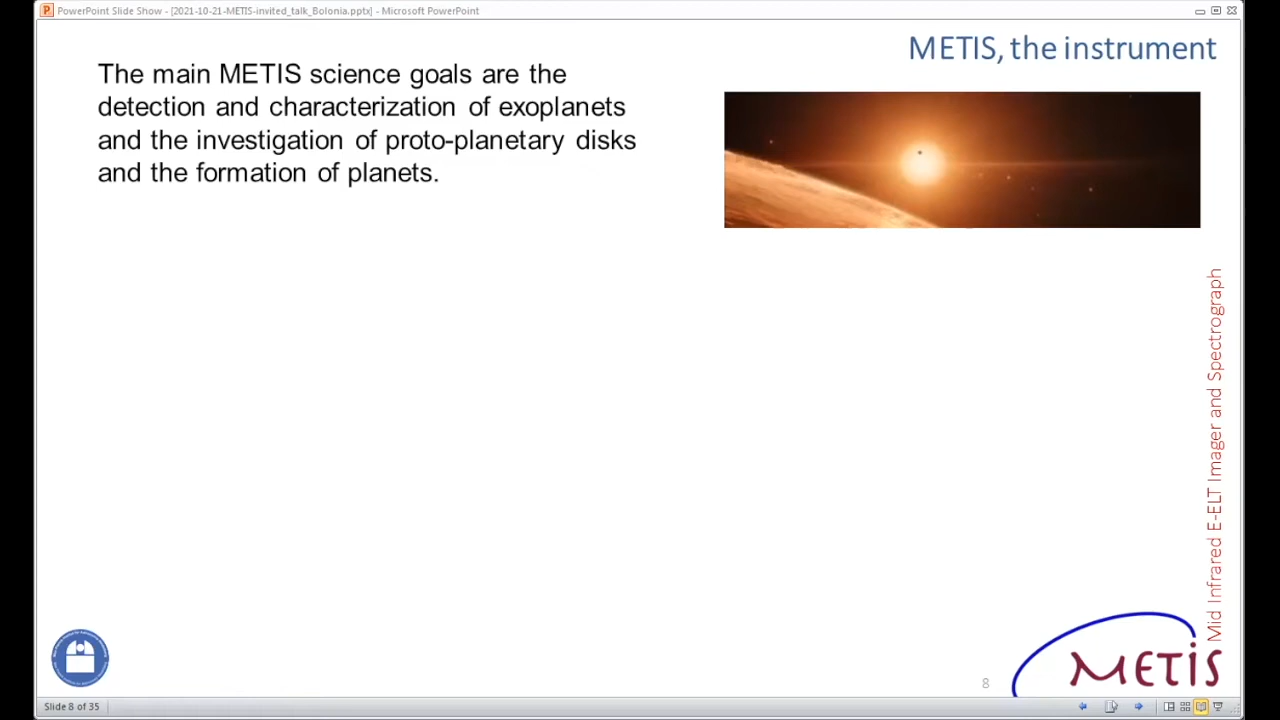 PowerPoint Slide Show - [2021-10-21-METIS-invited_talk_Bolonia.pptx] - Microsoft PowerPoint
METIS, the instrument
The main METIS science goals are the
detection and characterization of exoplanets
and the investigation of proto-planetary disks
and the formation of planets.
Mid Infrared E-ELT Imager and Spectrograph
METIS
8
Slide 8 of 35